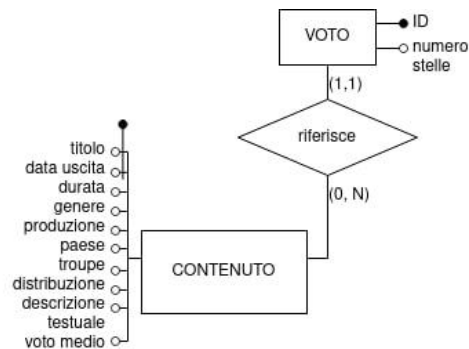 VOTO
ID
numero
stelle
(1,1)
riferisce
(0, N)
titolo
data uscita
durata
genere
produzione
paese
troupe
distribuzione
descrizione
testuale
voto medio
CONTENUTO